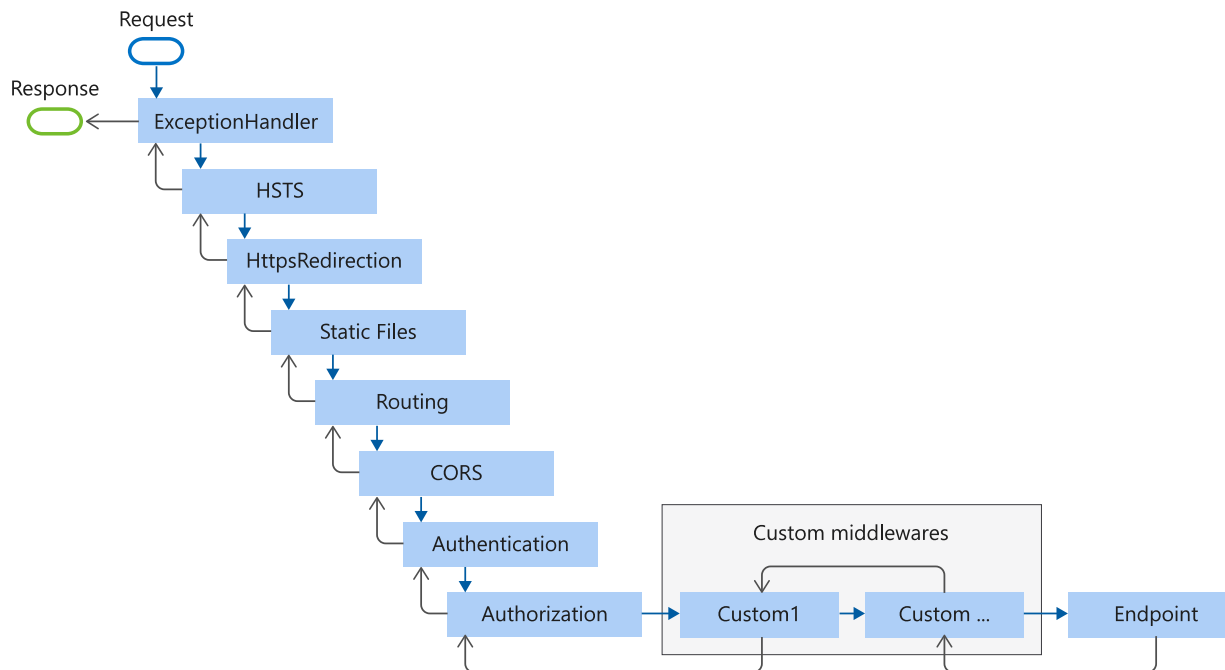 Request
Response
ExceptionHandler
HSTS
HttpsRedirection
Static Files
Routing
CORS
Authentication
Custom middlewares
Authorization
Custom1
Custom ...
Endpoint